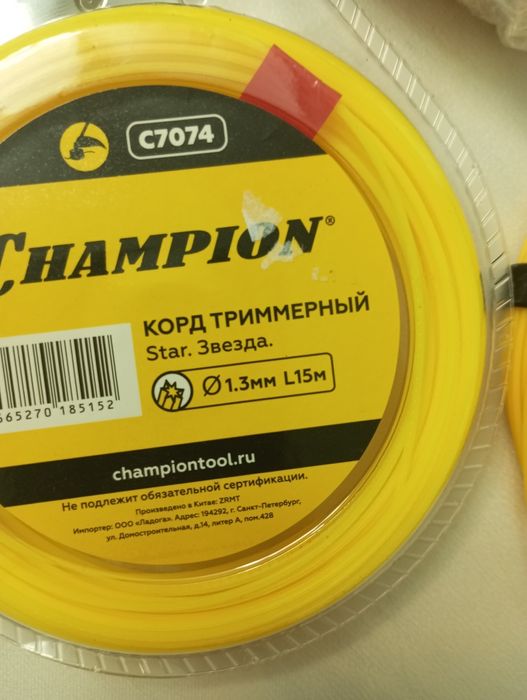 C7074
CHAMPION®
КОРД ТРИММЕРНЫЙ
Star. Звезда.
Ø1.3мм L15м
665270 185152
championtool.ru
Не подлежит обязательной сертификации.
Произведено в Китае: ZRMT
Импортер: ООО «Ладога». Адрес: 194292, г. Санкт-Петербург,
ул. Домостроительная, д.14, литер А, пом.428